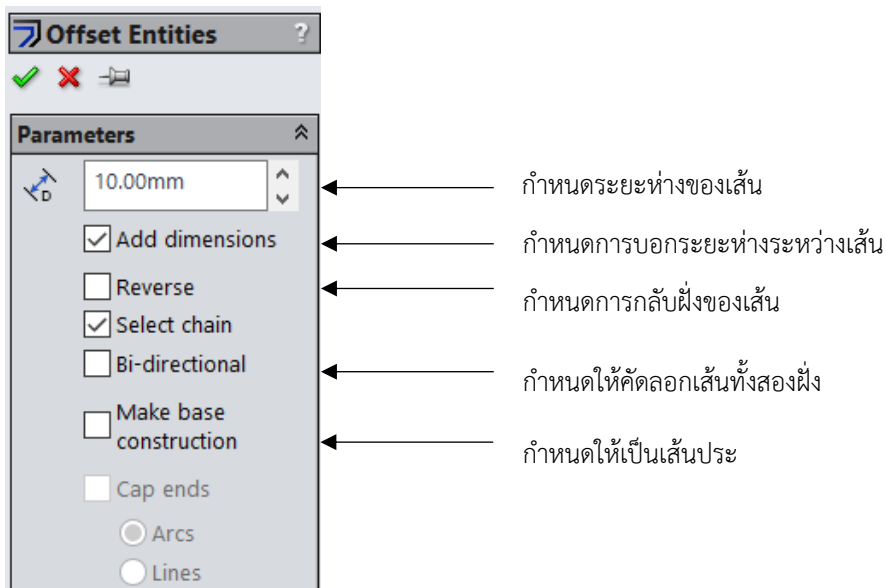 Offset Entities ?
Parameters
10.00mm
กำหนดระยะห่างของเส้น
Add dimensions
กำหนดการบอกระยะห่างระหว่างเส้น
Reverse
กำหนดการกลับฝั่งของเส้น
Select chain
Bi-directional
กำหนดให้คัดลอกเส้นทั้งสองฝั่ง
Make base
construction
กำหนดให้เป็นเส้นประ
Cap ends
Arcs
Lines